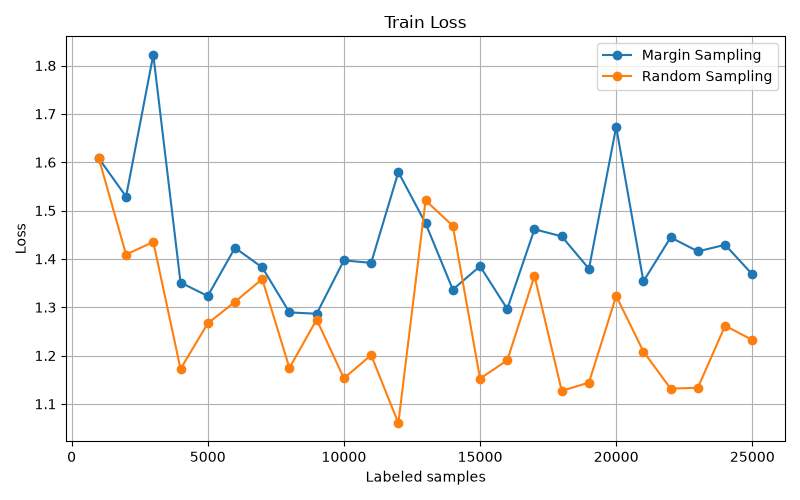 Train Loss
Margin Sampling
Random Sampling
1.8
1.7
1.6
1.5
1.4
1.3
1.2
1.1
Loss
0 5000 10000 15000 20000 25000
Labeled samples